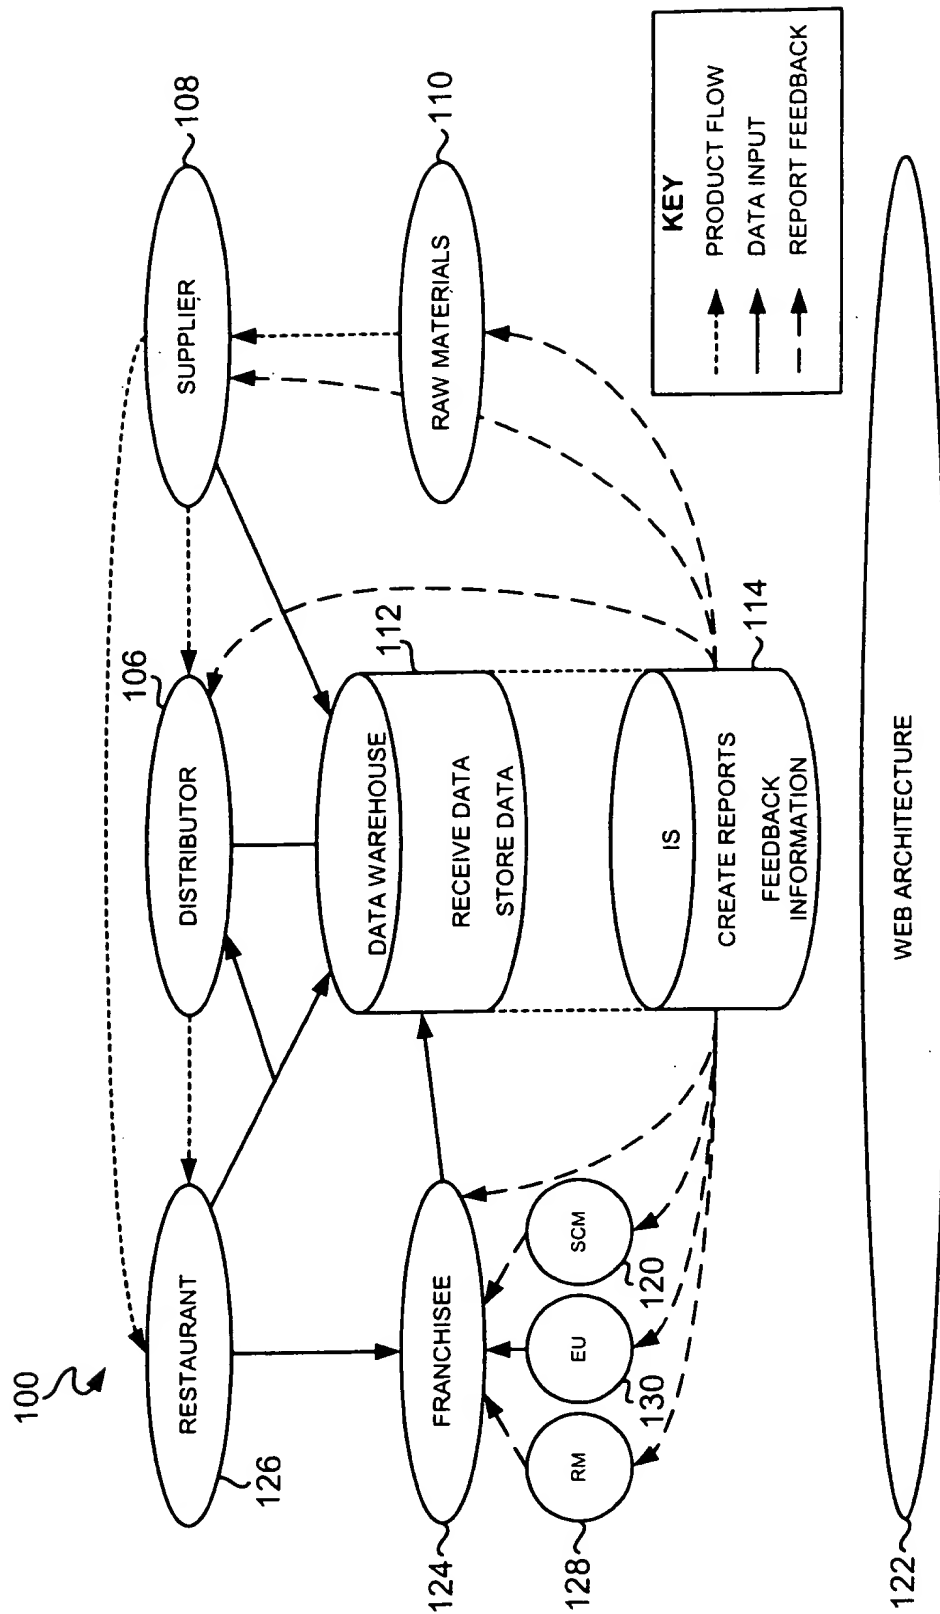 100
RESTAURANT
126
DISTRIBUTOR
106
SUPPLIER
108
FRANCHISEE
124
DATA WAREHOUSE
RECEIVE DATA
STORE DATA
112
RAW MATERIALS
110
RM
128
EU
130
SCM
120
IS
CREATE REPORTS
FEEDBACK
INFORMATION
114
KEY
PRODUCT FLOW
DATA INPUT
REPORT FEEDBACK
WEB ARCHITECTURE
122